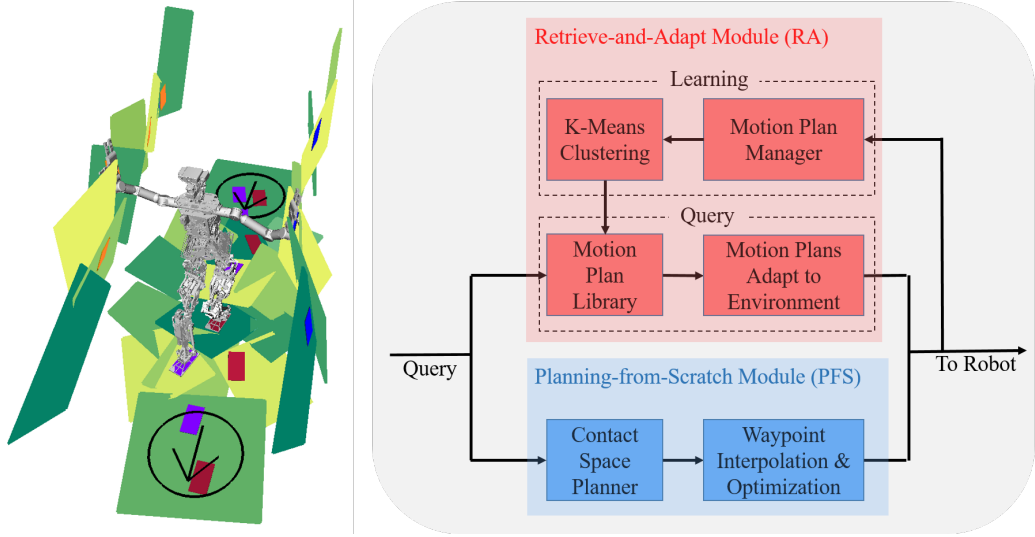 Retrieve-and-Adapt Module (RA)
Learning
K-Means
Clustering
Motion Plan
Manager
Query
Motion
Plan
Library
Motion Plans
Adapt to
Environment
Query
To Robot
Planning-from-Scratch Module (PFS)
Contact
Space
Planner
Waypoint
Interpolation &
Optimization